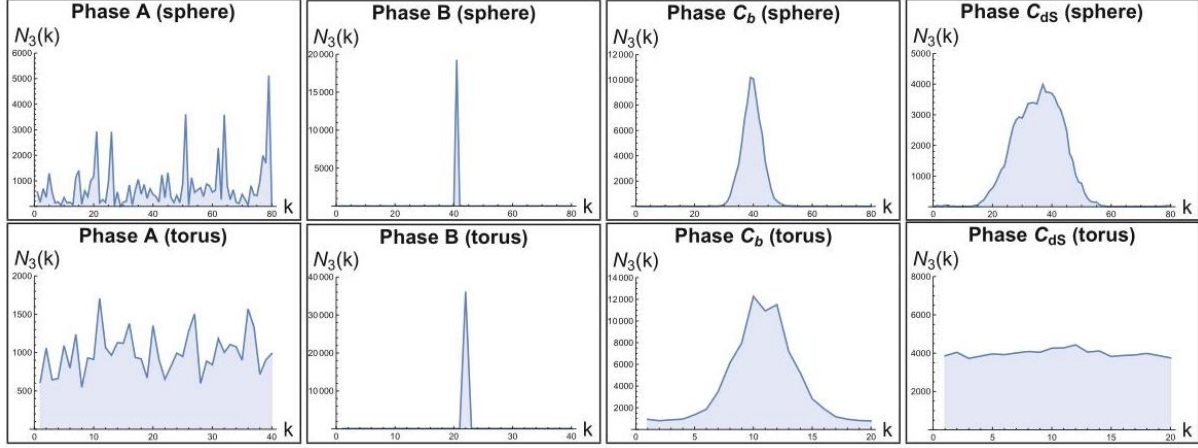 Phase A (sphere)
N₃(k)
6000
5000
4000
3000
2000
1000
0 20 40 60 80 k
Phase B (sphere)
N₃(k)
20000
15000
10000
5000
0 20 40 60 80 k
Phase C_b (sphere)
N₃(k)
12000
10000
8000
6000
4000
2000
0 20 40 60 80 k
Phase C_dS (sphere)
N₃(k)
5000
4000
3000
2000
1000
0 20 40 60 80 k
Phase A (torus)
N₃(k)
2000
1500
1000
500
0 10 20 30 40 k
Phase B (torus)
N₃(k)
40000
30000
20000
10000
0 10 20 30 40 k
Phase C_b (torus)
N₃(k)
14000
12000
10000
8000
6000
4000
2000
0 5 10 15 20 k
Phase C_dS (torus)
N₃(k)
8000
6000
4000
2000
0 5 10 15 20 k